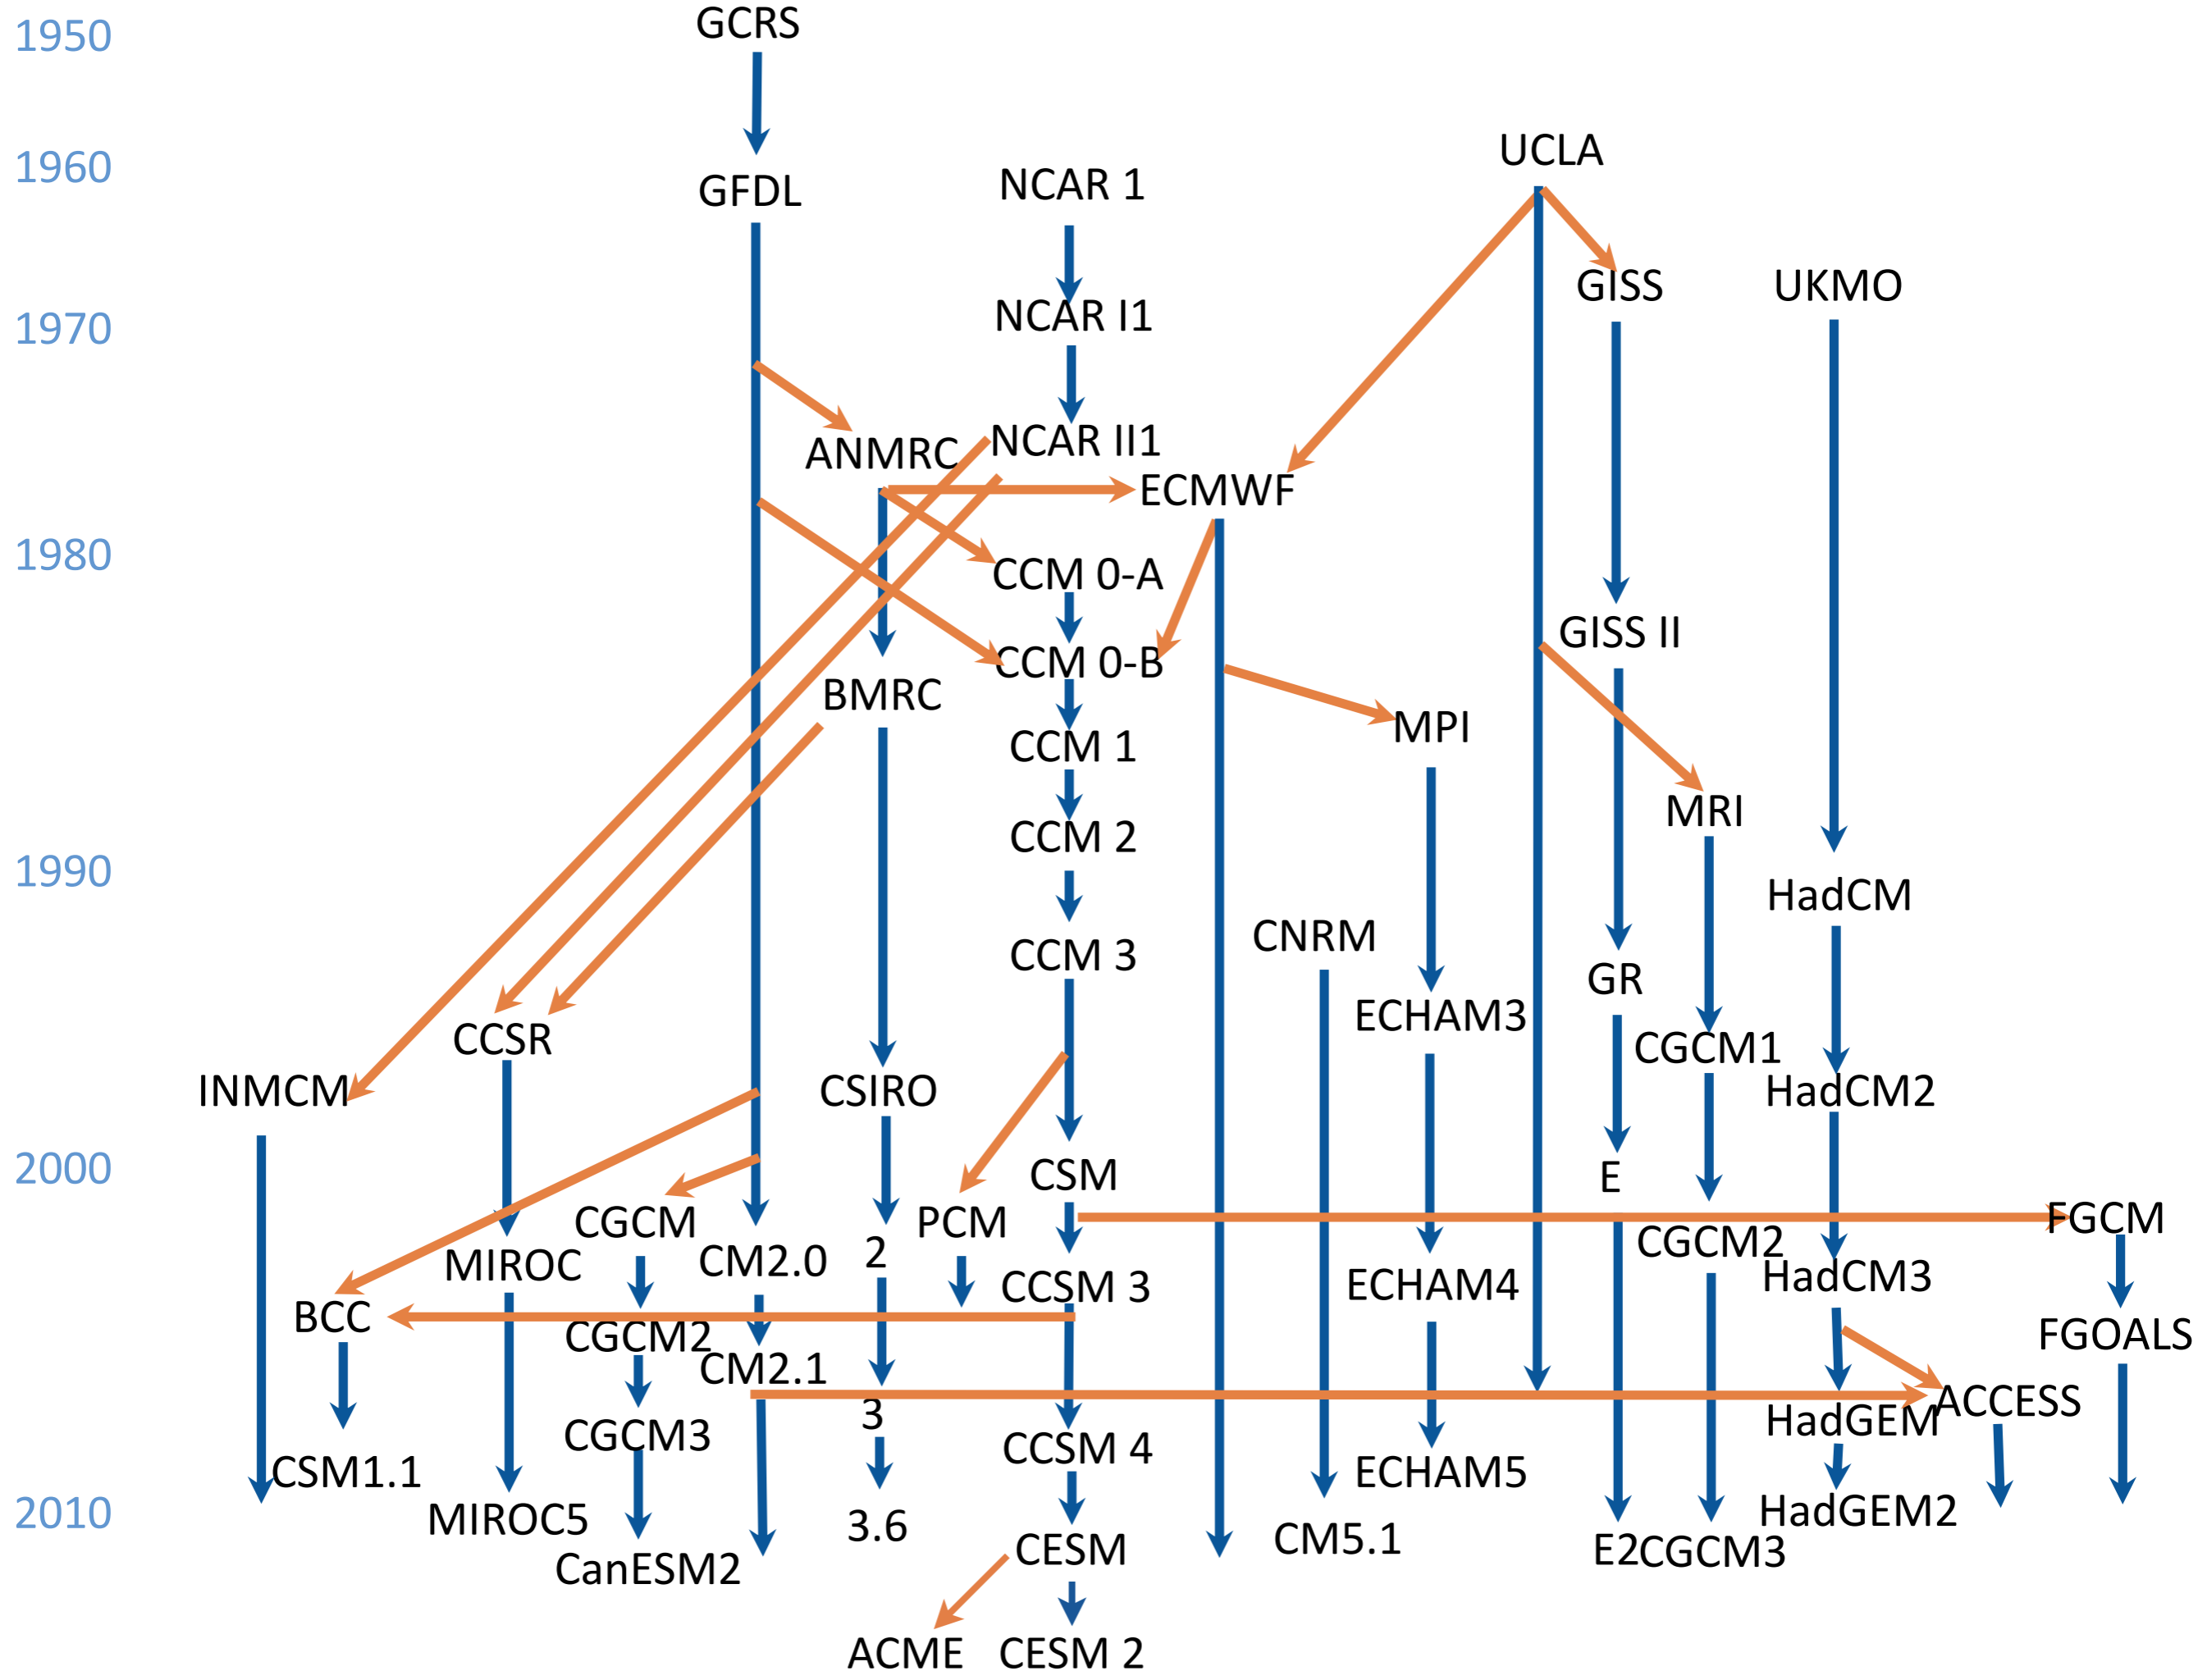 1950
GCRS
UCLA
1960
GFDL
NCAR 1
GISS
UKMO
1970
NCAR I1
ANMRC
NCAR II1
ECMWF
1980
CCM 0-A
GISS II
CCM 0-B
BMRC
MPI
CCM 1
MRI
CCM 2
1990
HadCM
CNRM
CCM 3
GR
ECHAM3
CCSR
CGCM1
INMCM
CSIRO
HadCM2
2000
CSM
E
CGCM
PCM
FGCM
MIROC
CM2.0
2
CGCM2
HadCM3
CCSM 3
ECHAM4
BCC
CGCM2
FGOALS
CM2.1
ACCESS
3
HadGEM
CGCM3
CCSM 4
CSM1.1
ECHAM5
2010
MIROC5
3.6
HadGEM2
CM5.1
CESM
E2
CGCM3
CanESM2
ACME
CESM 2